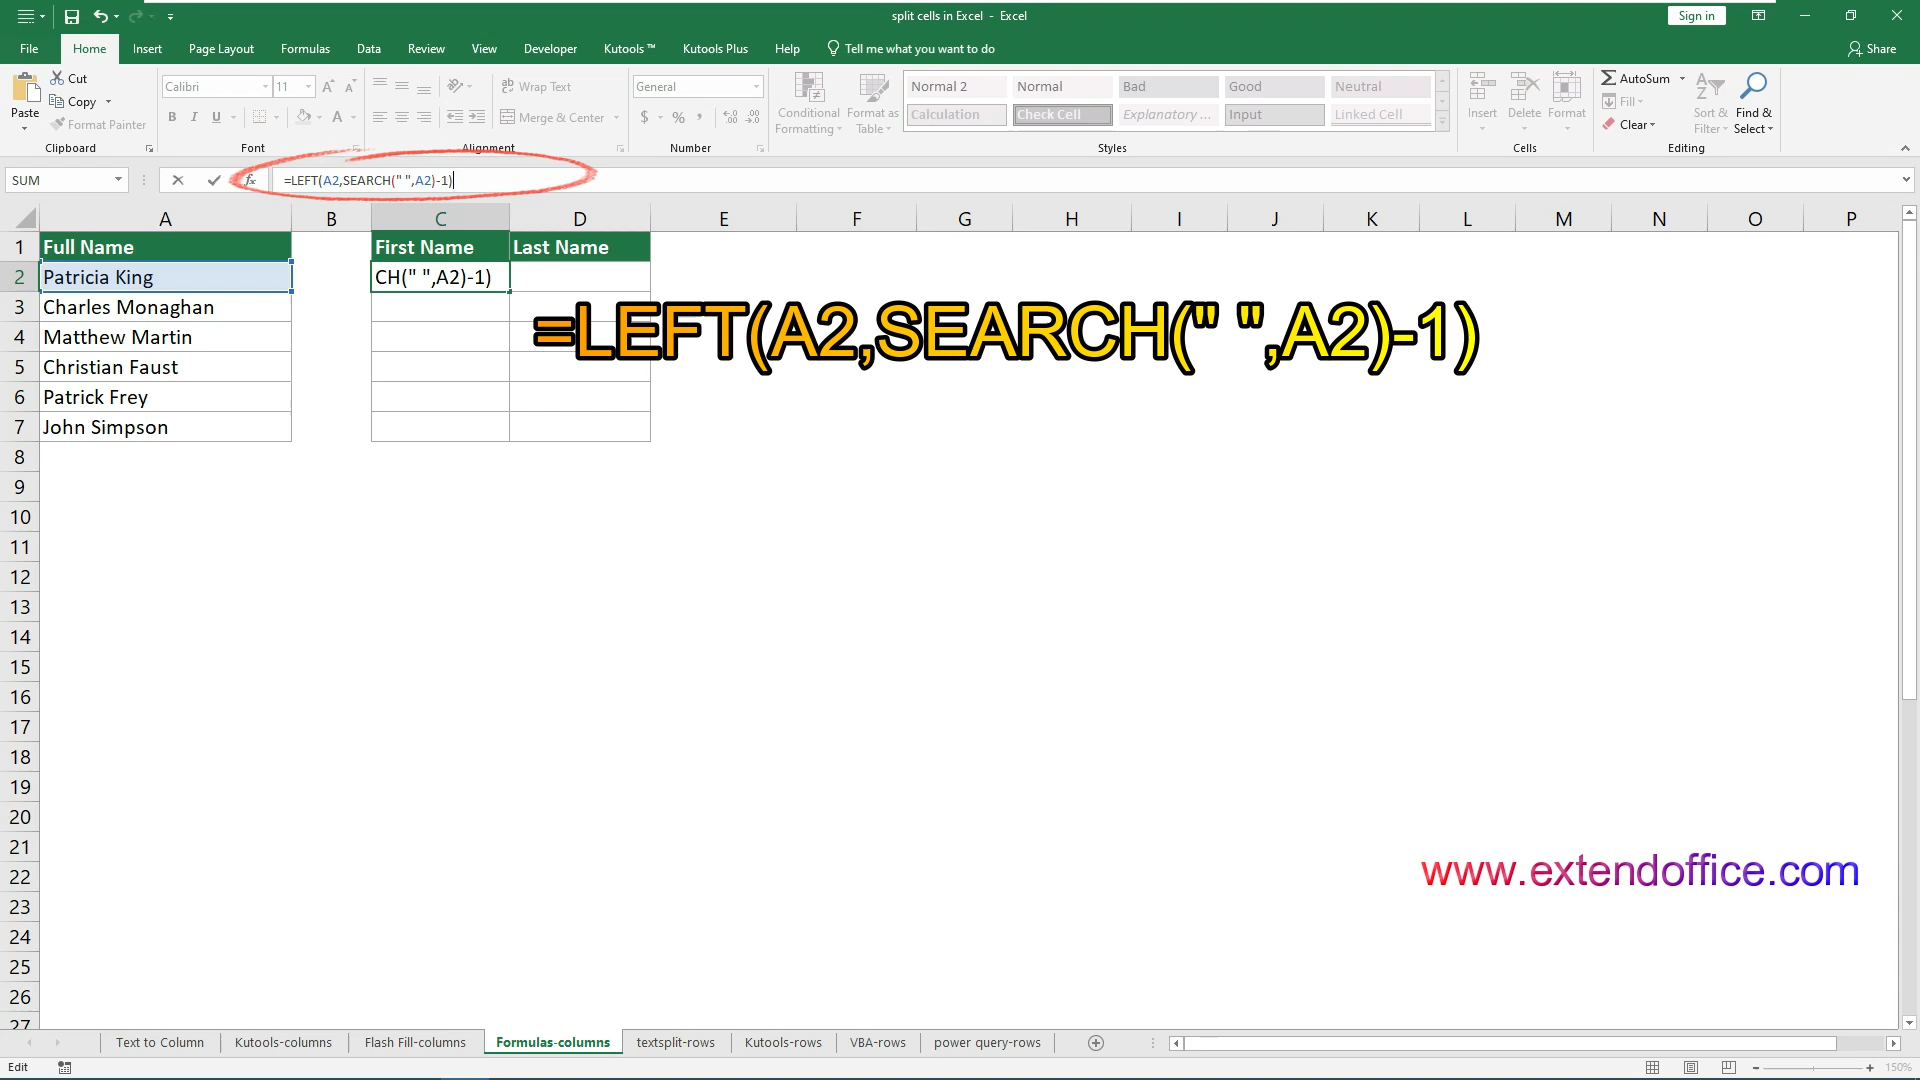 split cells in Excel - Excel
Sign in
File Home Insert Page Layout Formulas Data Review View Developer Kutools ™ Kutools Plus Help Tell me what you want to do Share
Paste
Cut
Copy
Format Painter
Clipboard
Calibri 11
B I U A
Font
Wrap Text
Merge & Center
Alignment
General
$ % ,
Number
Conditional Formatting
Format as Table
Normal 2 Normal Bad Good Neutral
Calculation Check Cell Explanatory ... Input Linked Cell
Styles
Insert Delete Format
Cells
AutoSum
Fill
Clear
Sort & Filter
Find & Select
Editing
SUM fx =LEFT(A2,SEARCH(" ",A2)-1)
A B C D E F G H I J K L M N O P
1 Full Name First Name Last Name
2 Patricia King CH(" ",A2)-1)
3 Charles Monaghan
=LEFT(A2,SEARCH(" ",A2)-1)
4 Matthew Martin
5 Christian Faust
6 Patrick Frey
7 John Simpson
8
9
10
11
12
13
14
15
16
17
18
19
20
21
22
www.extendoffice.com
23
24
25
26
27
Text to Column Kutools-columns Flash Fill-columns Formulas-columns textsplit-rows Kutools-rows VBA-rows power query-rows
Edit 150%